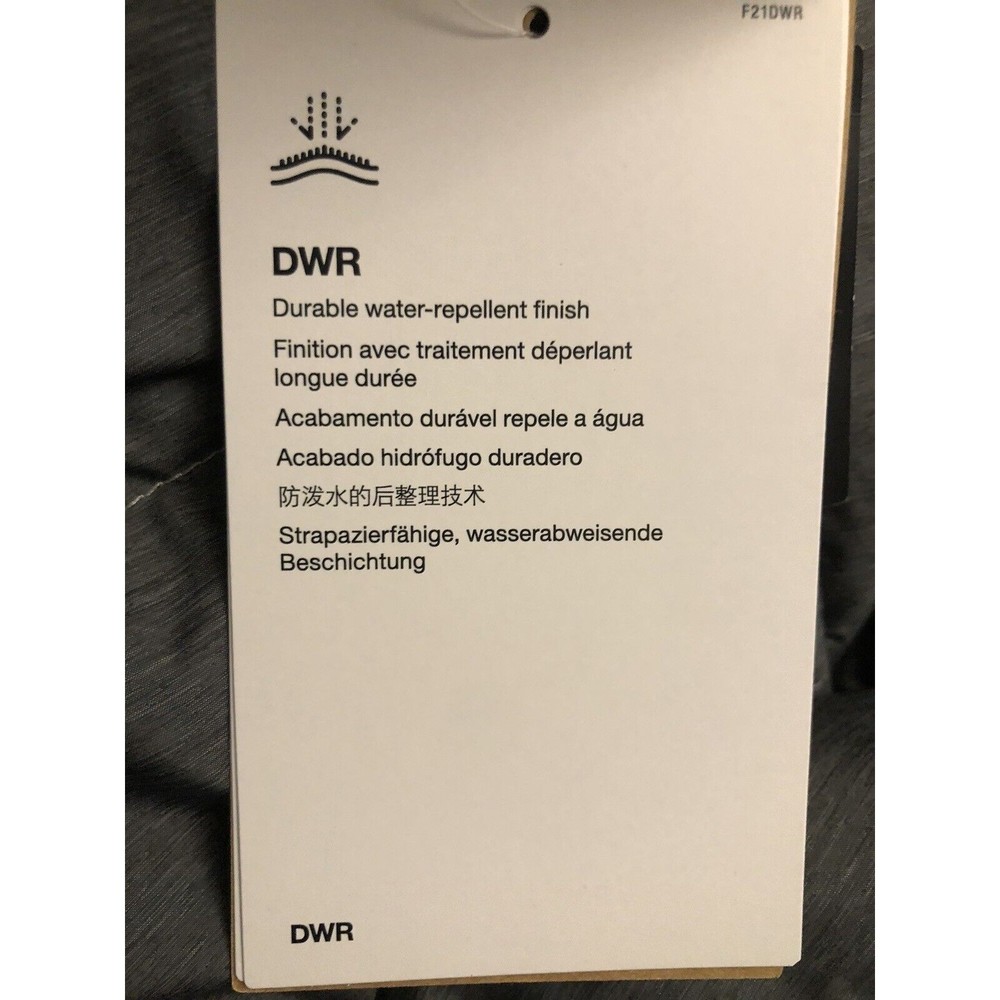 F21DWR
DWR
Durable water-repellent finish
Finition avec traitement déperlant
longue durée
Acabamento durável repele a água
Acabado hidrófugo duradero
防泼水的后整理技术
Strapazierfähige, wasserabweisende
Beschichtung
DWR